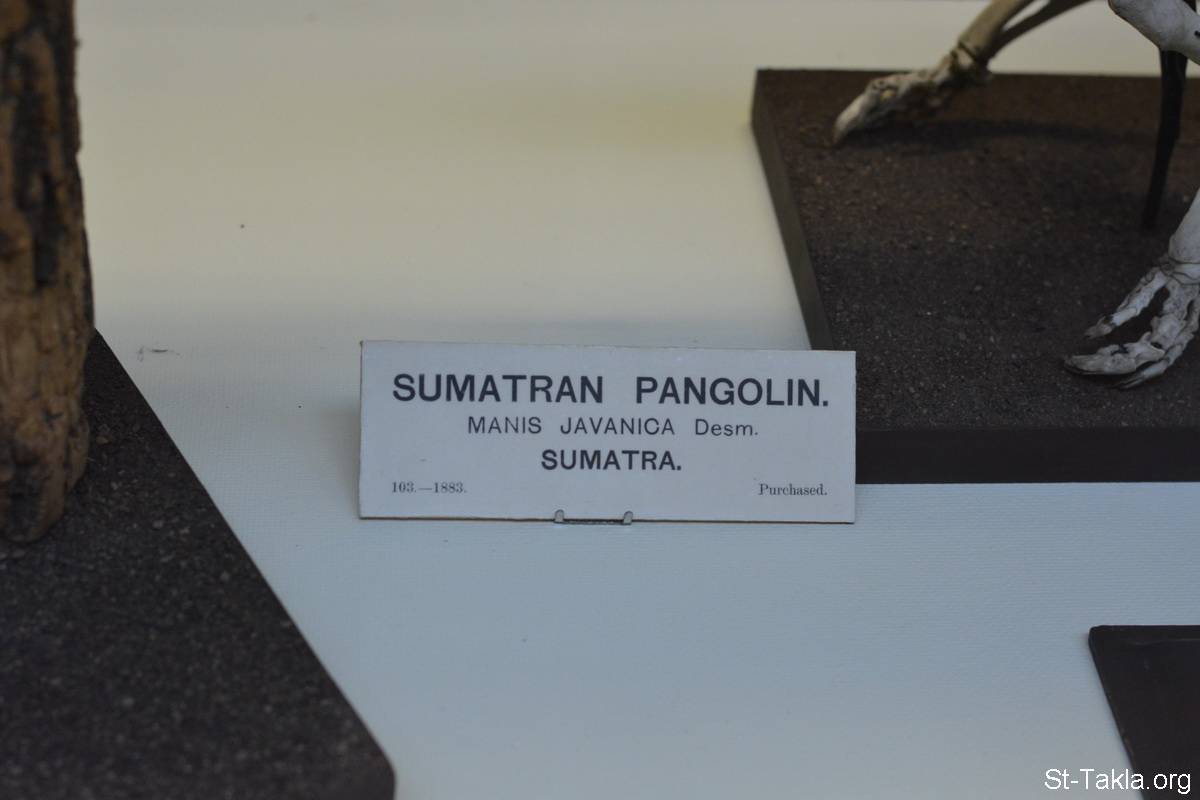 SUMATRAN PANGOLIN.
MANIS JAVANICA Desm.
SUMATRA.
103.—1883. Purchased.
St-Takla.org